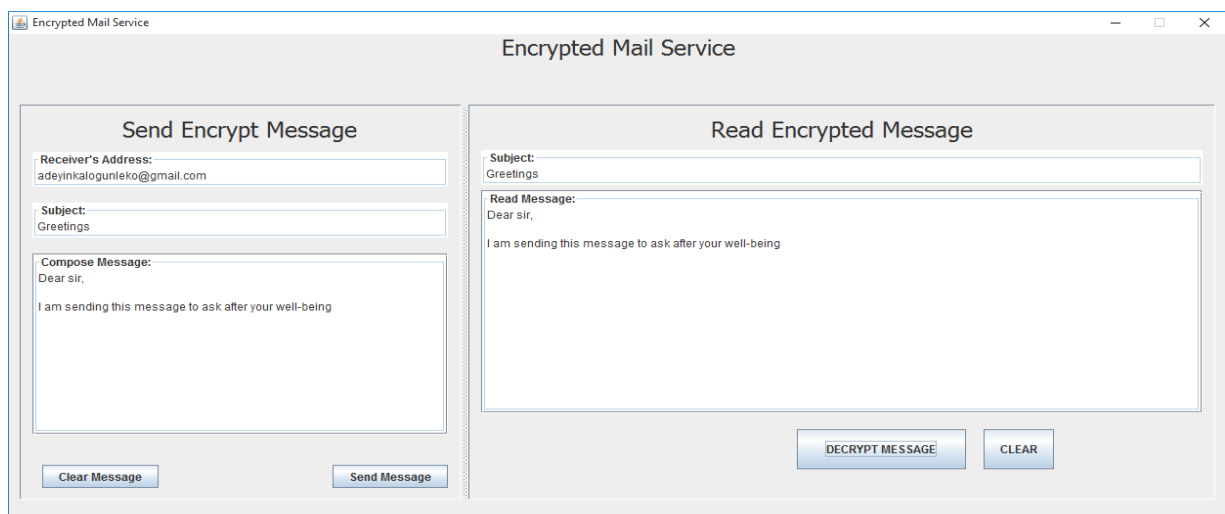 Encrypted Mail Service
Encrypted Mail Service
Send Encrypt Message
Receiver's Address:
adeyinkalogunleko@gmail.com
Subject:
Greetings
Compose Message:
Dear sir,
I am sending this message to ask after your well-being
Clear Message
Send Message
Read Encrypted Message
Subject:
Greetings
Read Message:
Dear sir,
I am sending this message to ask after your well-being
DECRYPT MESSAGE
CLEAR